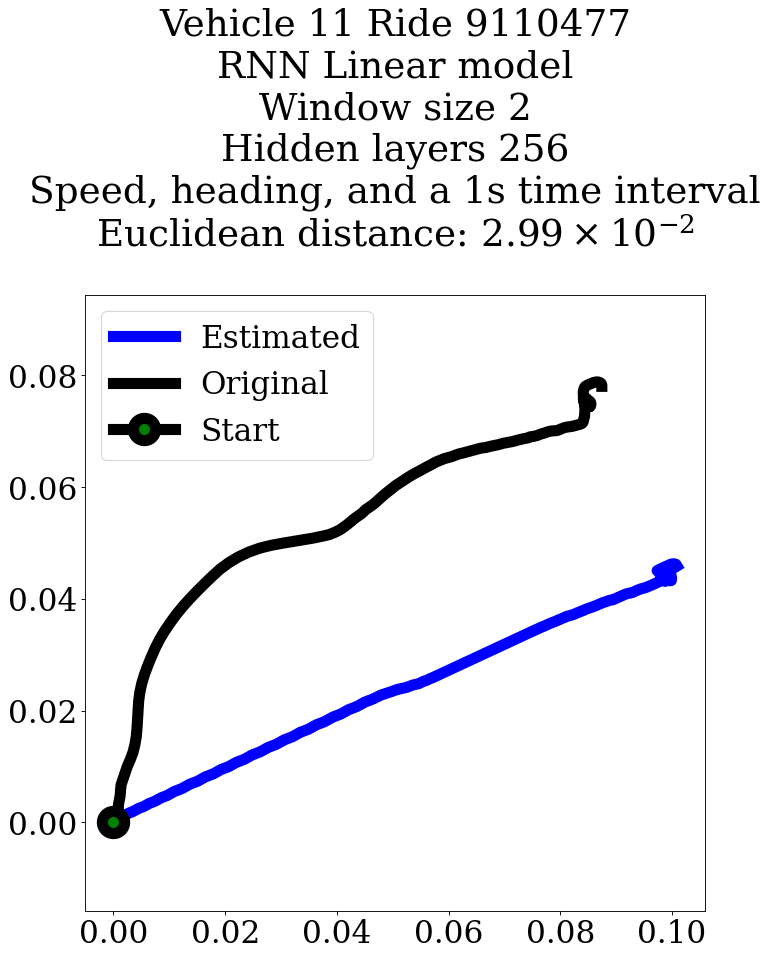 Vehicle 11 Ride 9110477
RNN Linear model
Window size 2
Hidden layers 256
Speed, heading, and a 1s time interval
Euclidean distance: 2.99 × 10⁻²
Estimated
Original
Start
0.08
0.06
0.04
0.02
0.00
0.00 0.02 0.04 0.06 0.08 0.10